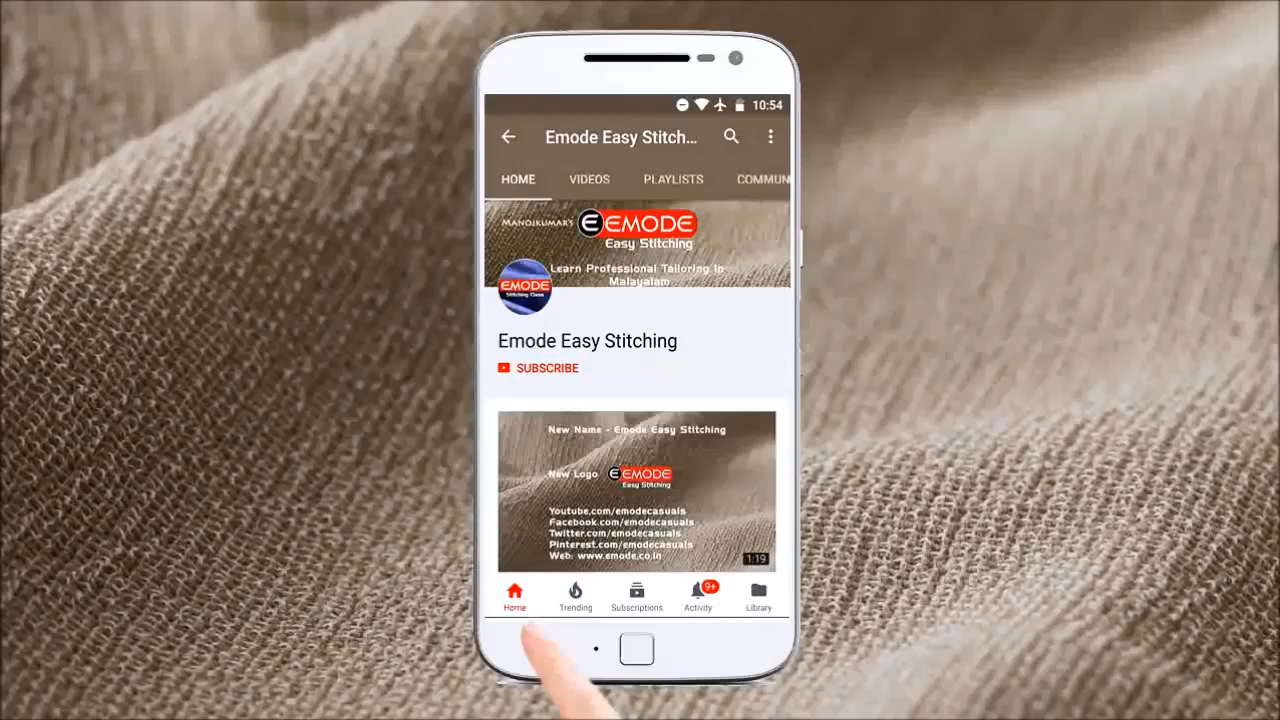 10:54
Emode Easy Stitch...
HOME VIDEOS PLAYLISTS COMMUN
MANOJKUMAR'S E EMODE
Easy Stitching
Learn Professional Tailoring In
Malayalam
EMODE
Stitching Class
Emode Easy Stitching
SUBSCRIBE
New Name - Emode Easy Stitching
New Logo E EMODE
Easy Stitching
Youtube.com/emodecasuals
Facebook.com/emodecasuals
Twitter.com/emodecasuals
Pinterest.com/emodecasuals
Web: www.emode.co.in
1:19
9+
Home Trending Subscriptions Activity Library